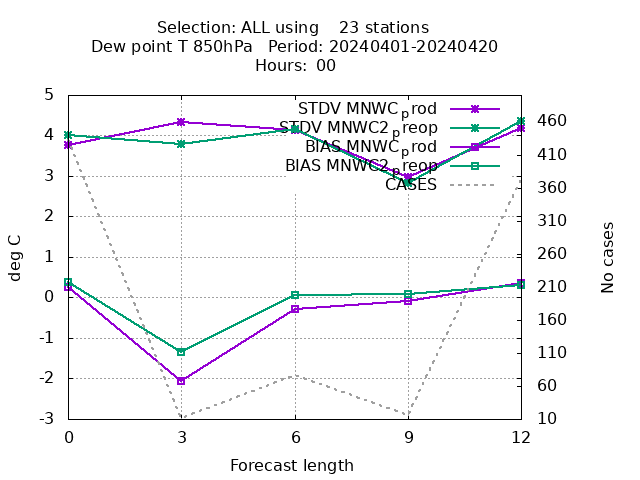 Selection: ALL using    23 stations
Dew point T 850hPa   Period: 20240401-20240420
Hours:  00
5
4
3
2
1
0
-1
-2
-3
deg C
STDV MNWC_prod
STDV MNWC2_preop
BIAS MNWC_prod
BIAS MNWC2_preop
CASES
460
410
360
310
260
210
160
110
60
10
No cases
0 3 6 9 12
Forecast length